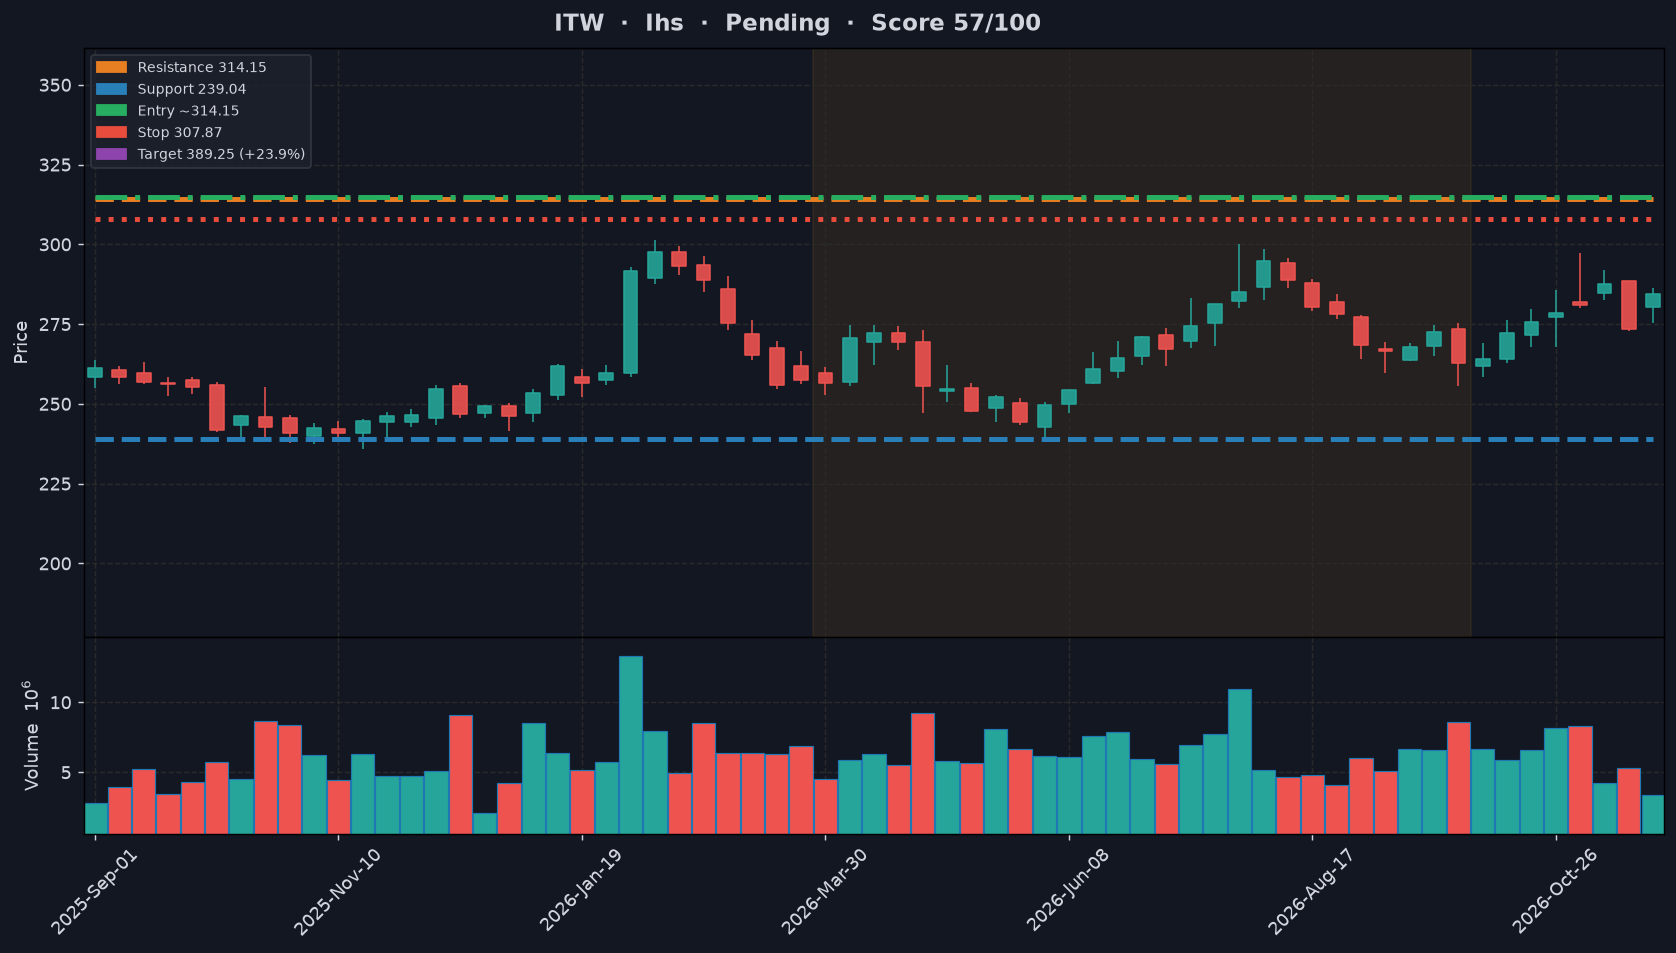 ITW · Ihs · Pending · Score 57/100
Resistance 314.15
Support 239.04
Entry ~314.15
Stop 307.87
Target 389.25 (+23.9%)
350
325
300
275
250
225
200
Price
10
5
Volume 10⁶
2025-Sep-01
2025-Nov-10
2026-Jan-19
2026-Mar-30
2026-Jun-08
2026-Aug-17
2026-Oct-26